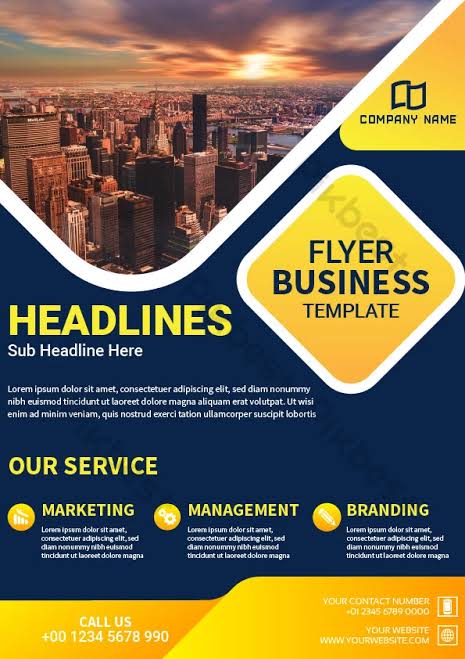 MetLife
COMPANY NAME
FLYER
BUSINESS
TEMPLATE
HEADLINES
Sub Headline Here
Lorem ipsum dolor sit amet, consectetuer adipiscing elit, sed diam nonummy
nibh euismod tincidunt ut laoreet dolore magna aliquam erat volutpat. Ut wisi
enim ad minim veniam, quis nostrud exerci tation ullamcorper suscipit lobortis
OUR SERVICE
MARKETING
Lorem ipsum dolor sit amet,
consectetuer adipiscing elit,
sed diam nonummy nibh euismod
tincidunt ut laoreet dolore magna
MANAGEMENT
Lorem ipsum dolor sit amet,
consectetuer adipiscing elit, sed diam
nonummy nibh euismod tincidunt ut
laoreet dolore magna aliquam erat
BRANDING
Lorem ipsum dolor sit amet,
consectetuer adipiscing elit, sed
diam nonummy nibh euismod
tincidunt ut laoreet dolore magna
CALL US
+00 1234 5678 990
YOUR CONTACT NUMBER
+01 2345 6789 0000
YOUR WEBSITE
WWW.YOURWEBSITE.COM